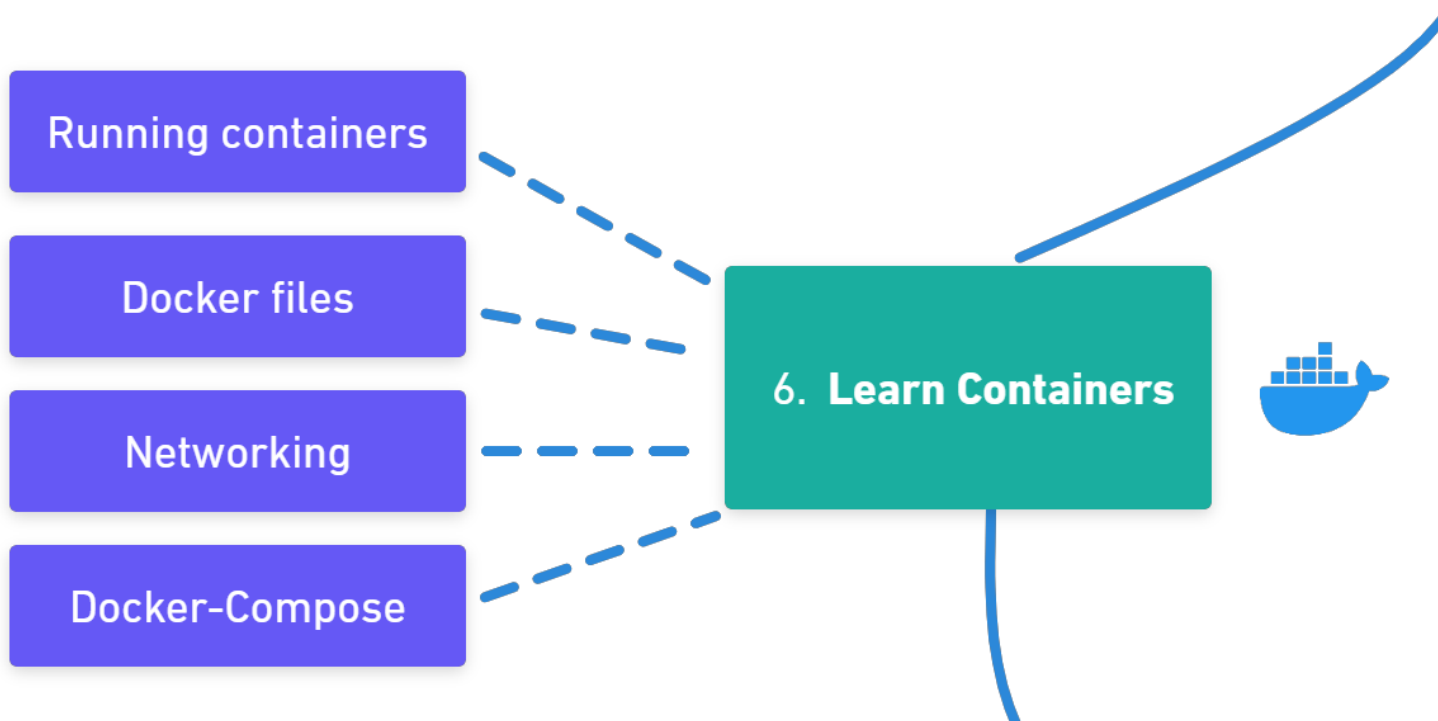 Running containers
Docker files
Networking
Docker-Compose
6. Learn Containers